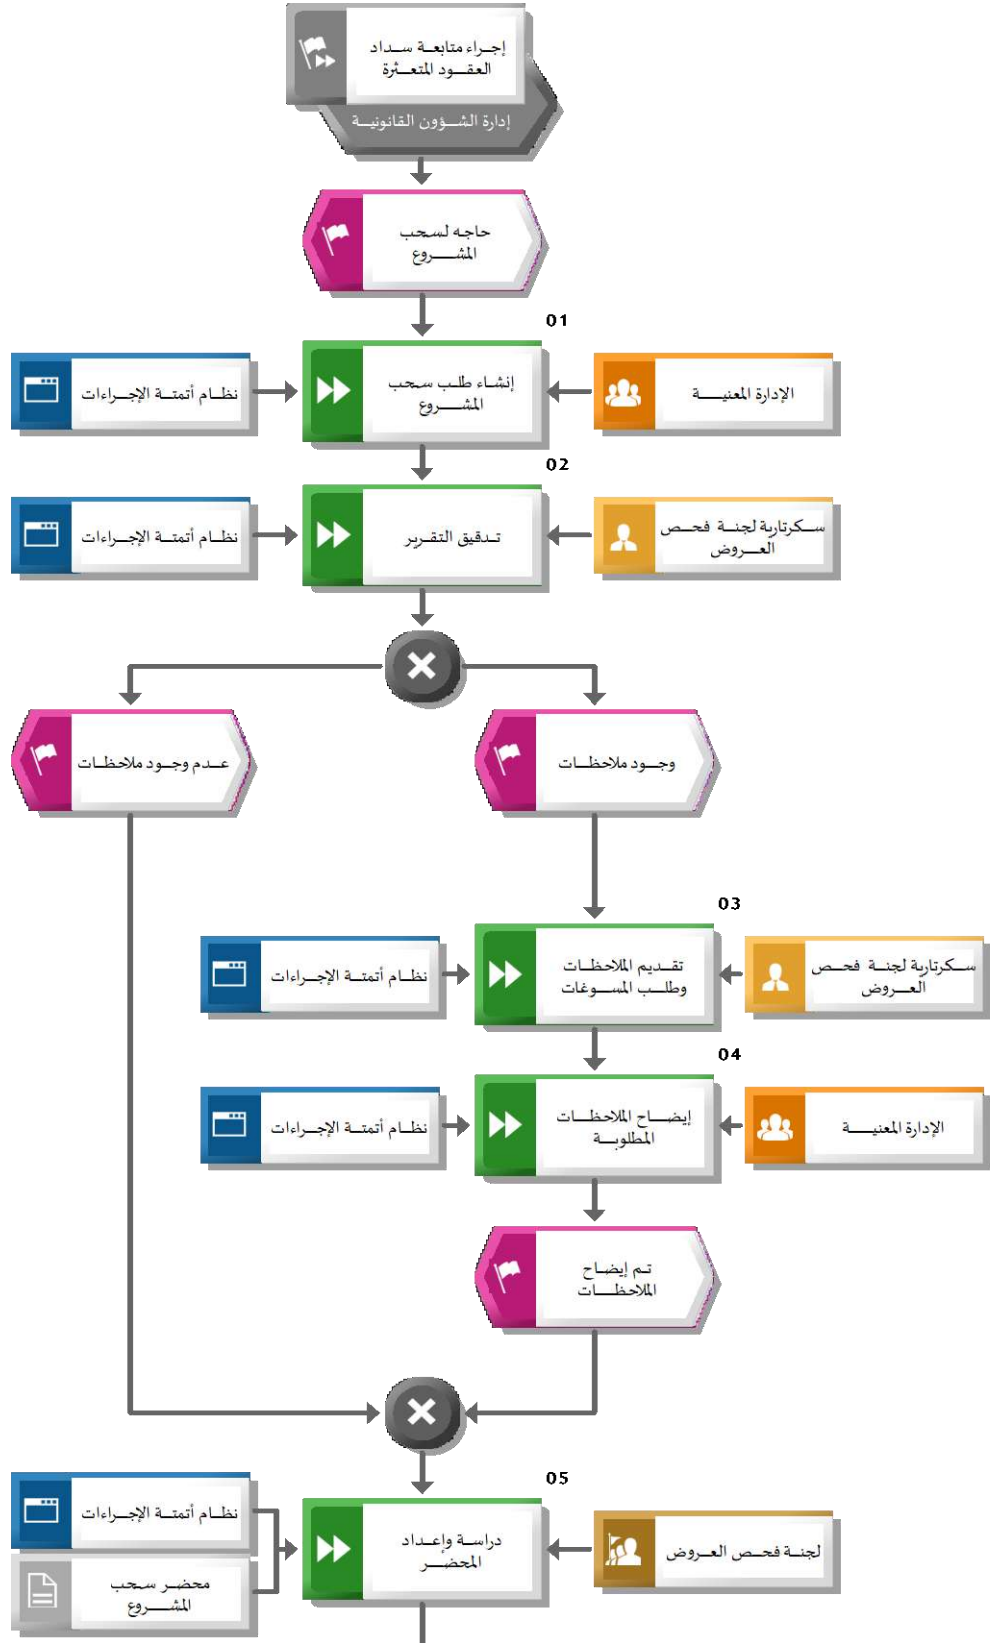 إجراء متابعة سداد
العقود المتعثرة
إدارة الشؤون القانونية
حاجه لسحب
المشروع
01
الإدارة المعنية
إنشاء طلب سحب
المشروع
نظام أتمتة الإجراءات
02
سكرتارية لجنة فحص
العروض
تدقيق التقرير
نظام أتمتة الإجراءات
وجود ملاحظات
عدم وجود ملاحظات
03
سكرتارية لجنة فحص
العروض
تقديم الملاحظات
وطلب المسوغات
نظام أتمتة الإجراءات
04
الإدارة المعنية
إيضاح الملاحظات
المطلوبة
نظام أتمتة الإجراءات
تم إيضاح
الملاحظات
05
لجنة فحص العروض
دراسة وإعداد
المحضر
نظام أتمتة الإجراءات
محضر سحب
المشروع